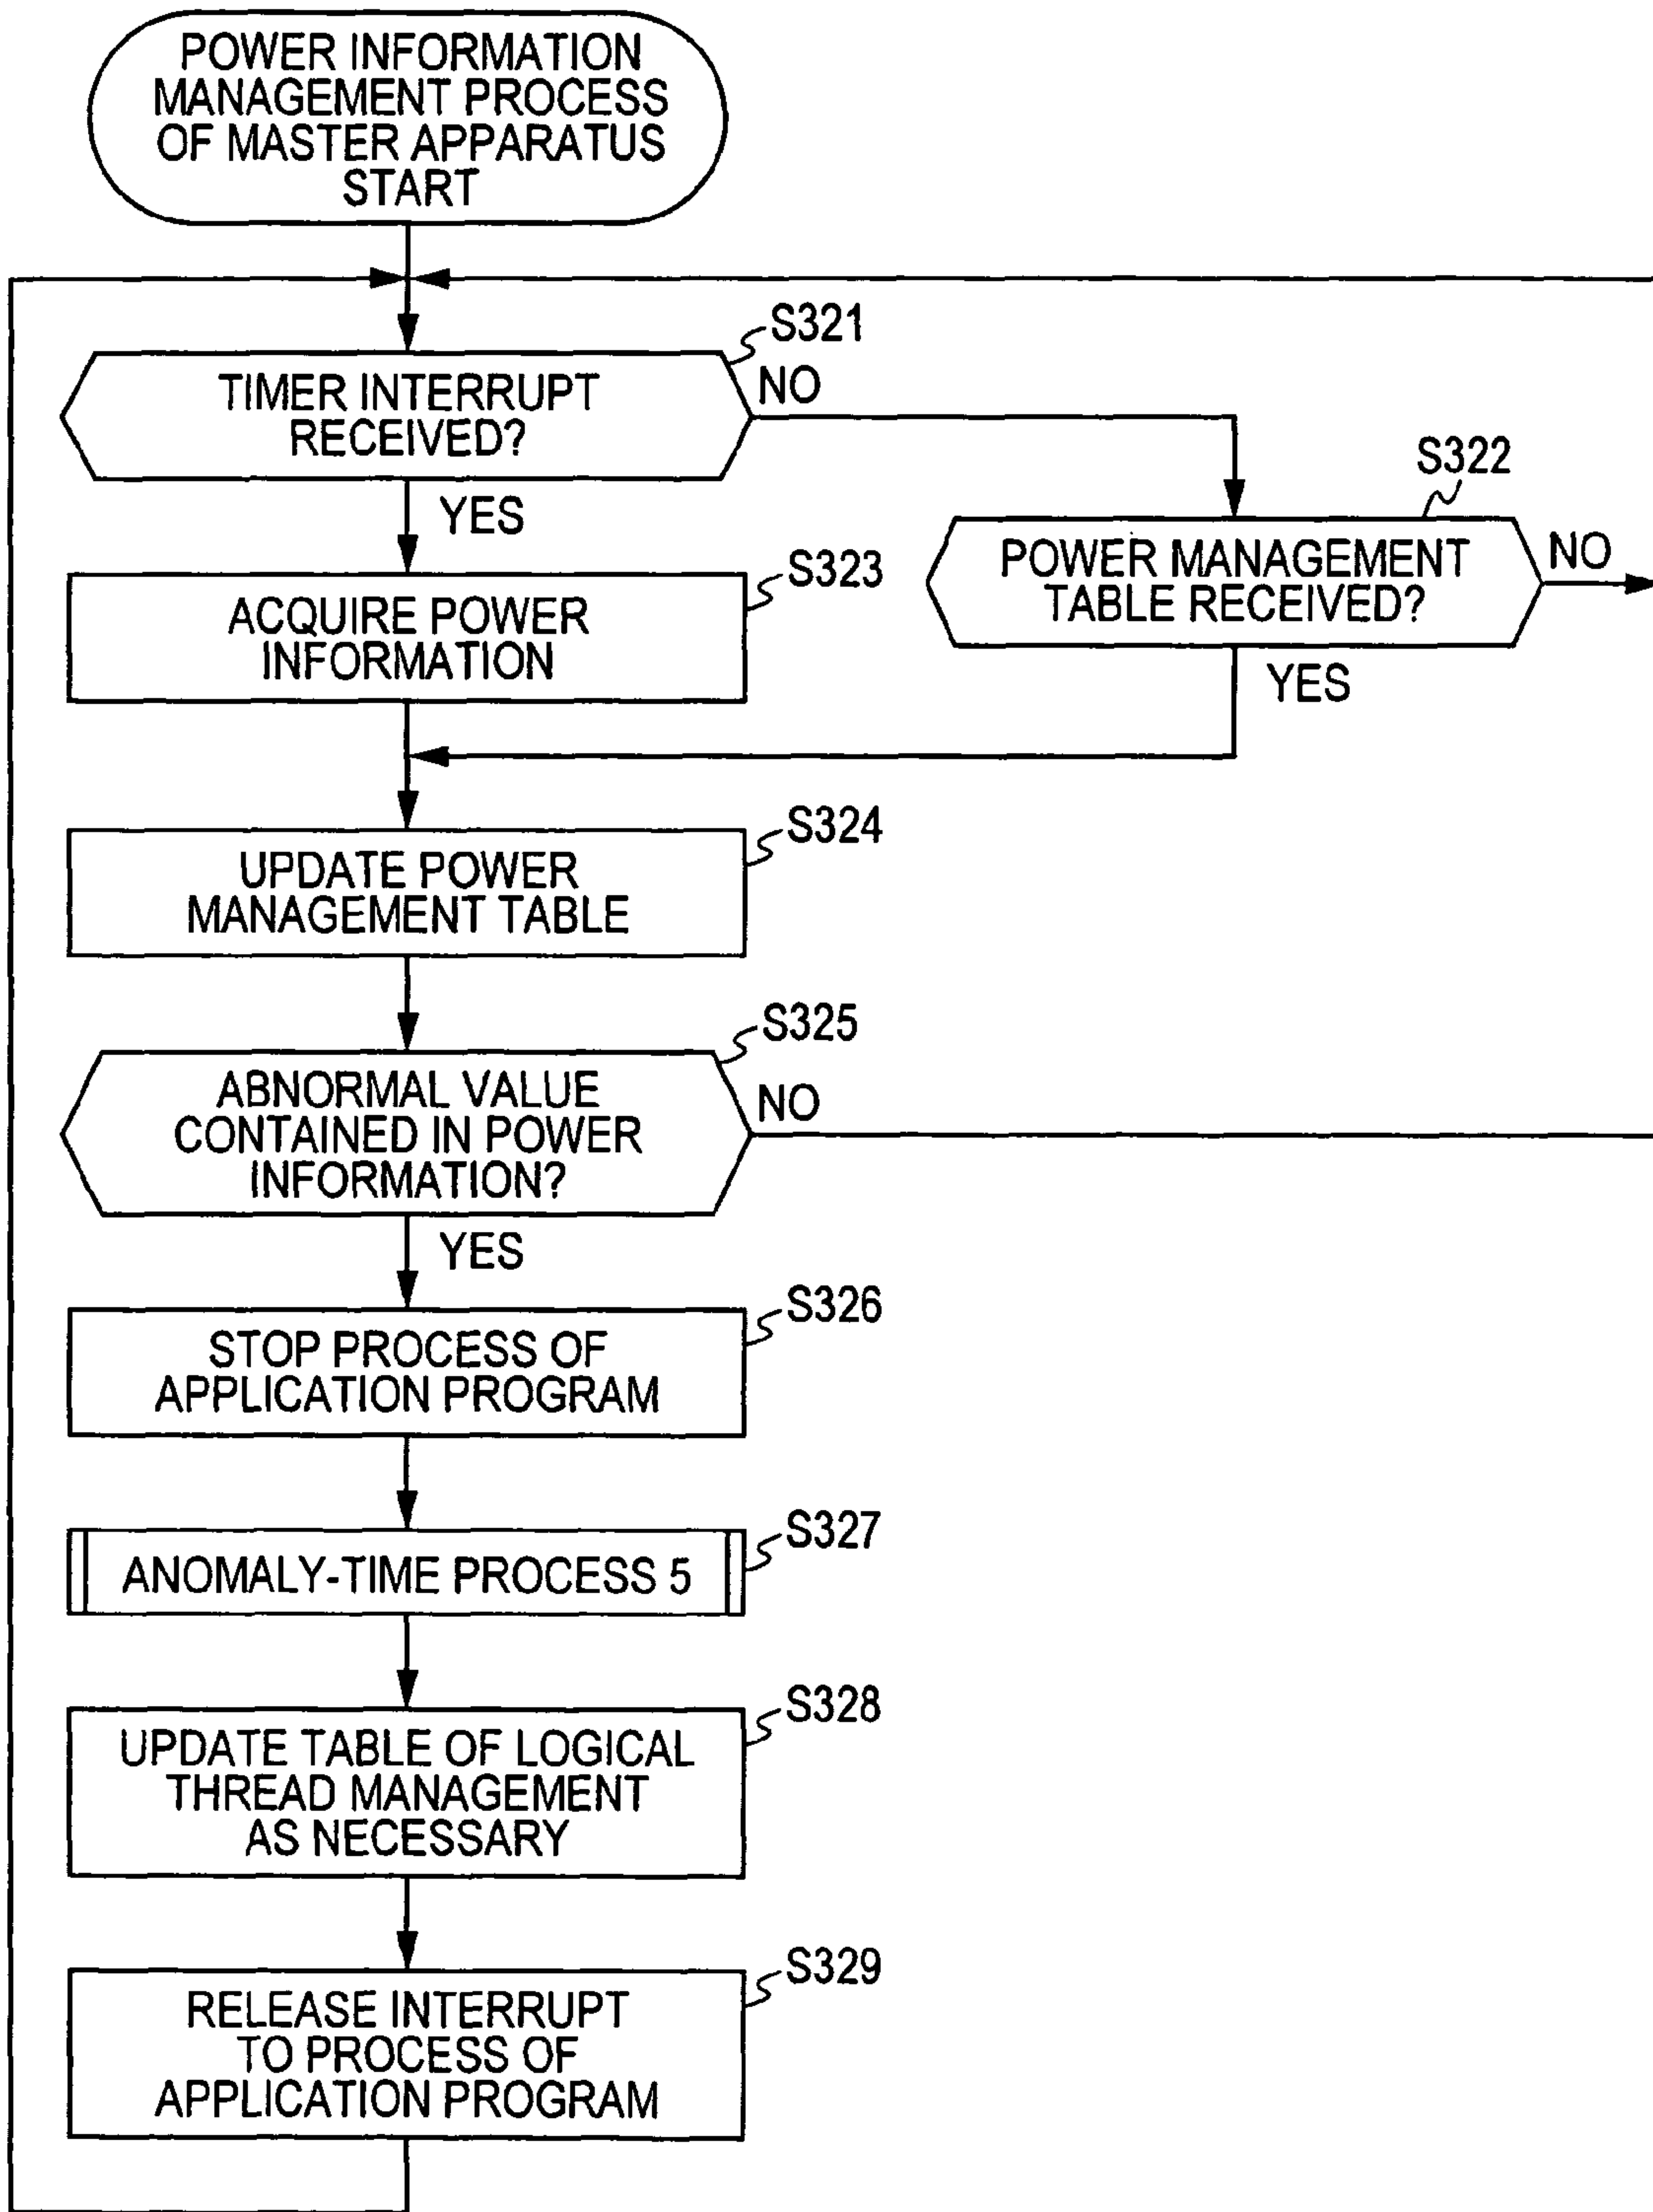 POWER INFORMATION
MANAGEMENT PROCESS
OF MASTER APPARATUS
START
S321
TIMER INTERRUPT
RECEIVED?
NO
YES
S322
POWER MANAGEMENT
TABLE RECEIVED?
NO
YES
S323
ACQUIRE POWER
INFORMATION
S324
UPDATE POWER
MANAGEMENT TABLE
S325
ABNORMAL VALUE
CONTAINED IN POWER
INFORMATION?
NO
YES
S326
STOP PROCESS OF
APPLICATION PROGRAM
S327
ANOMALY-TIME PROCESS 5
S328
UPDATE TABLE OF LOGICAL
THREAD MANAGEMENT
AS NECESSARY
S329
RELEASE INTERRUPT
TO PROCESS OF
APPLICATION PROGRAM